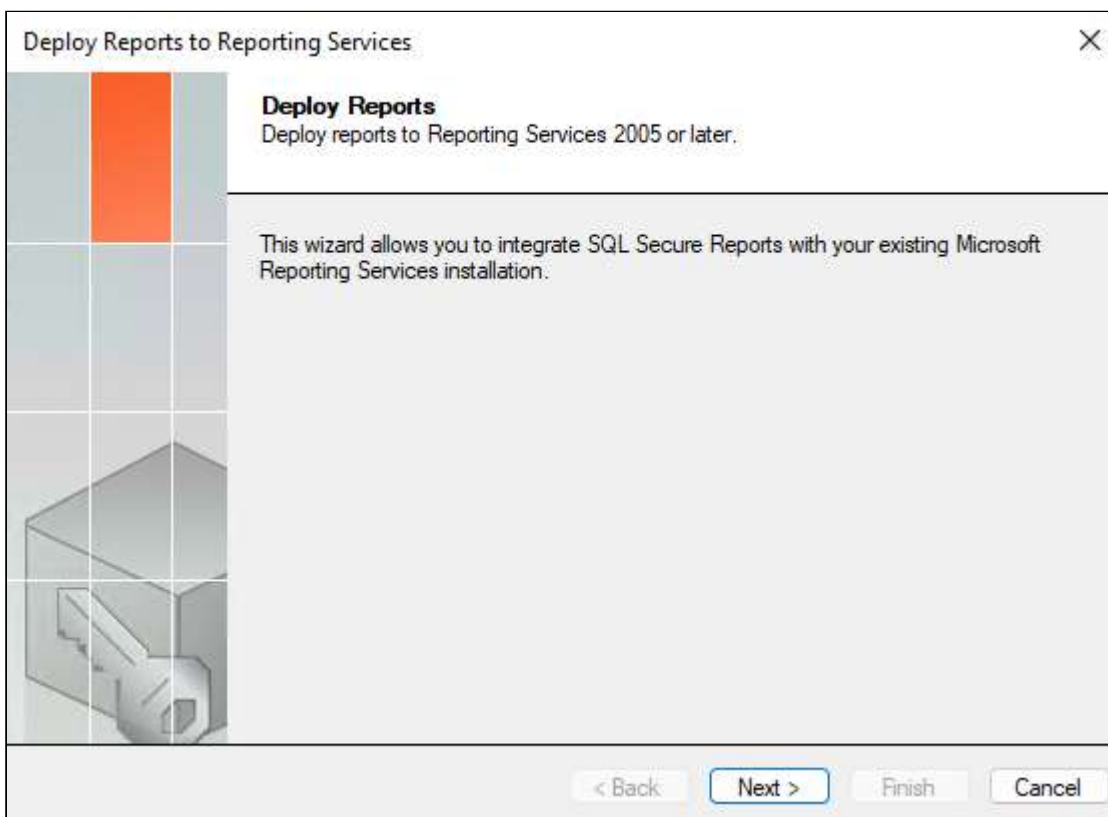 Deploy Reports to Reporting Services
Deploy Reports
Deploy reports to Reporting Services 2005 or later.
This wizard allows you to integrate SQL Secure Reports with your existing Microsoft
Reporting Services installation.
< Back Next > Finish Cancel